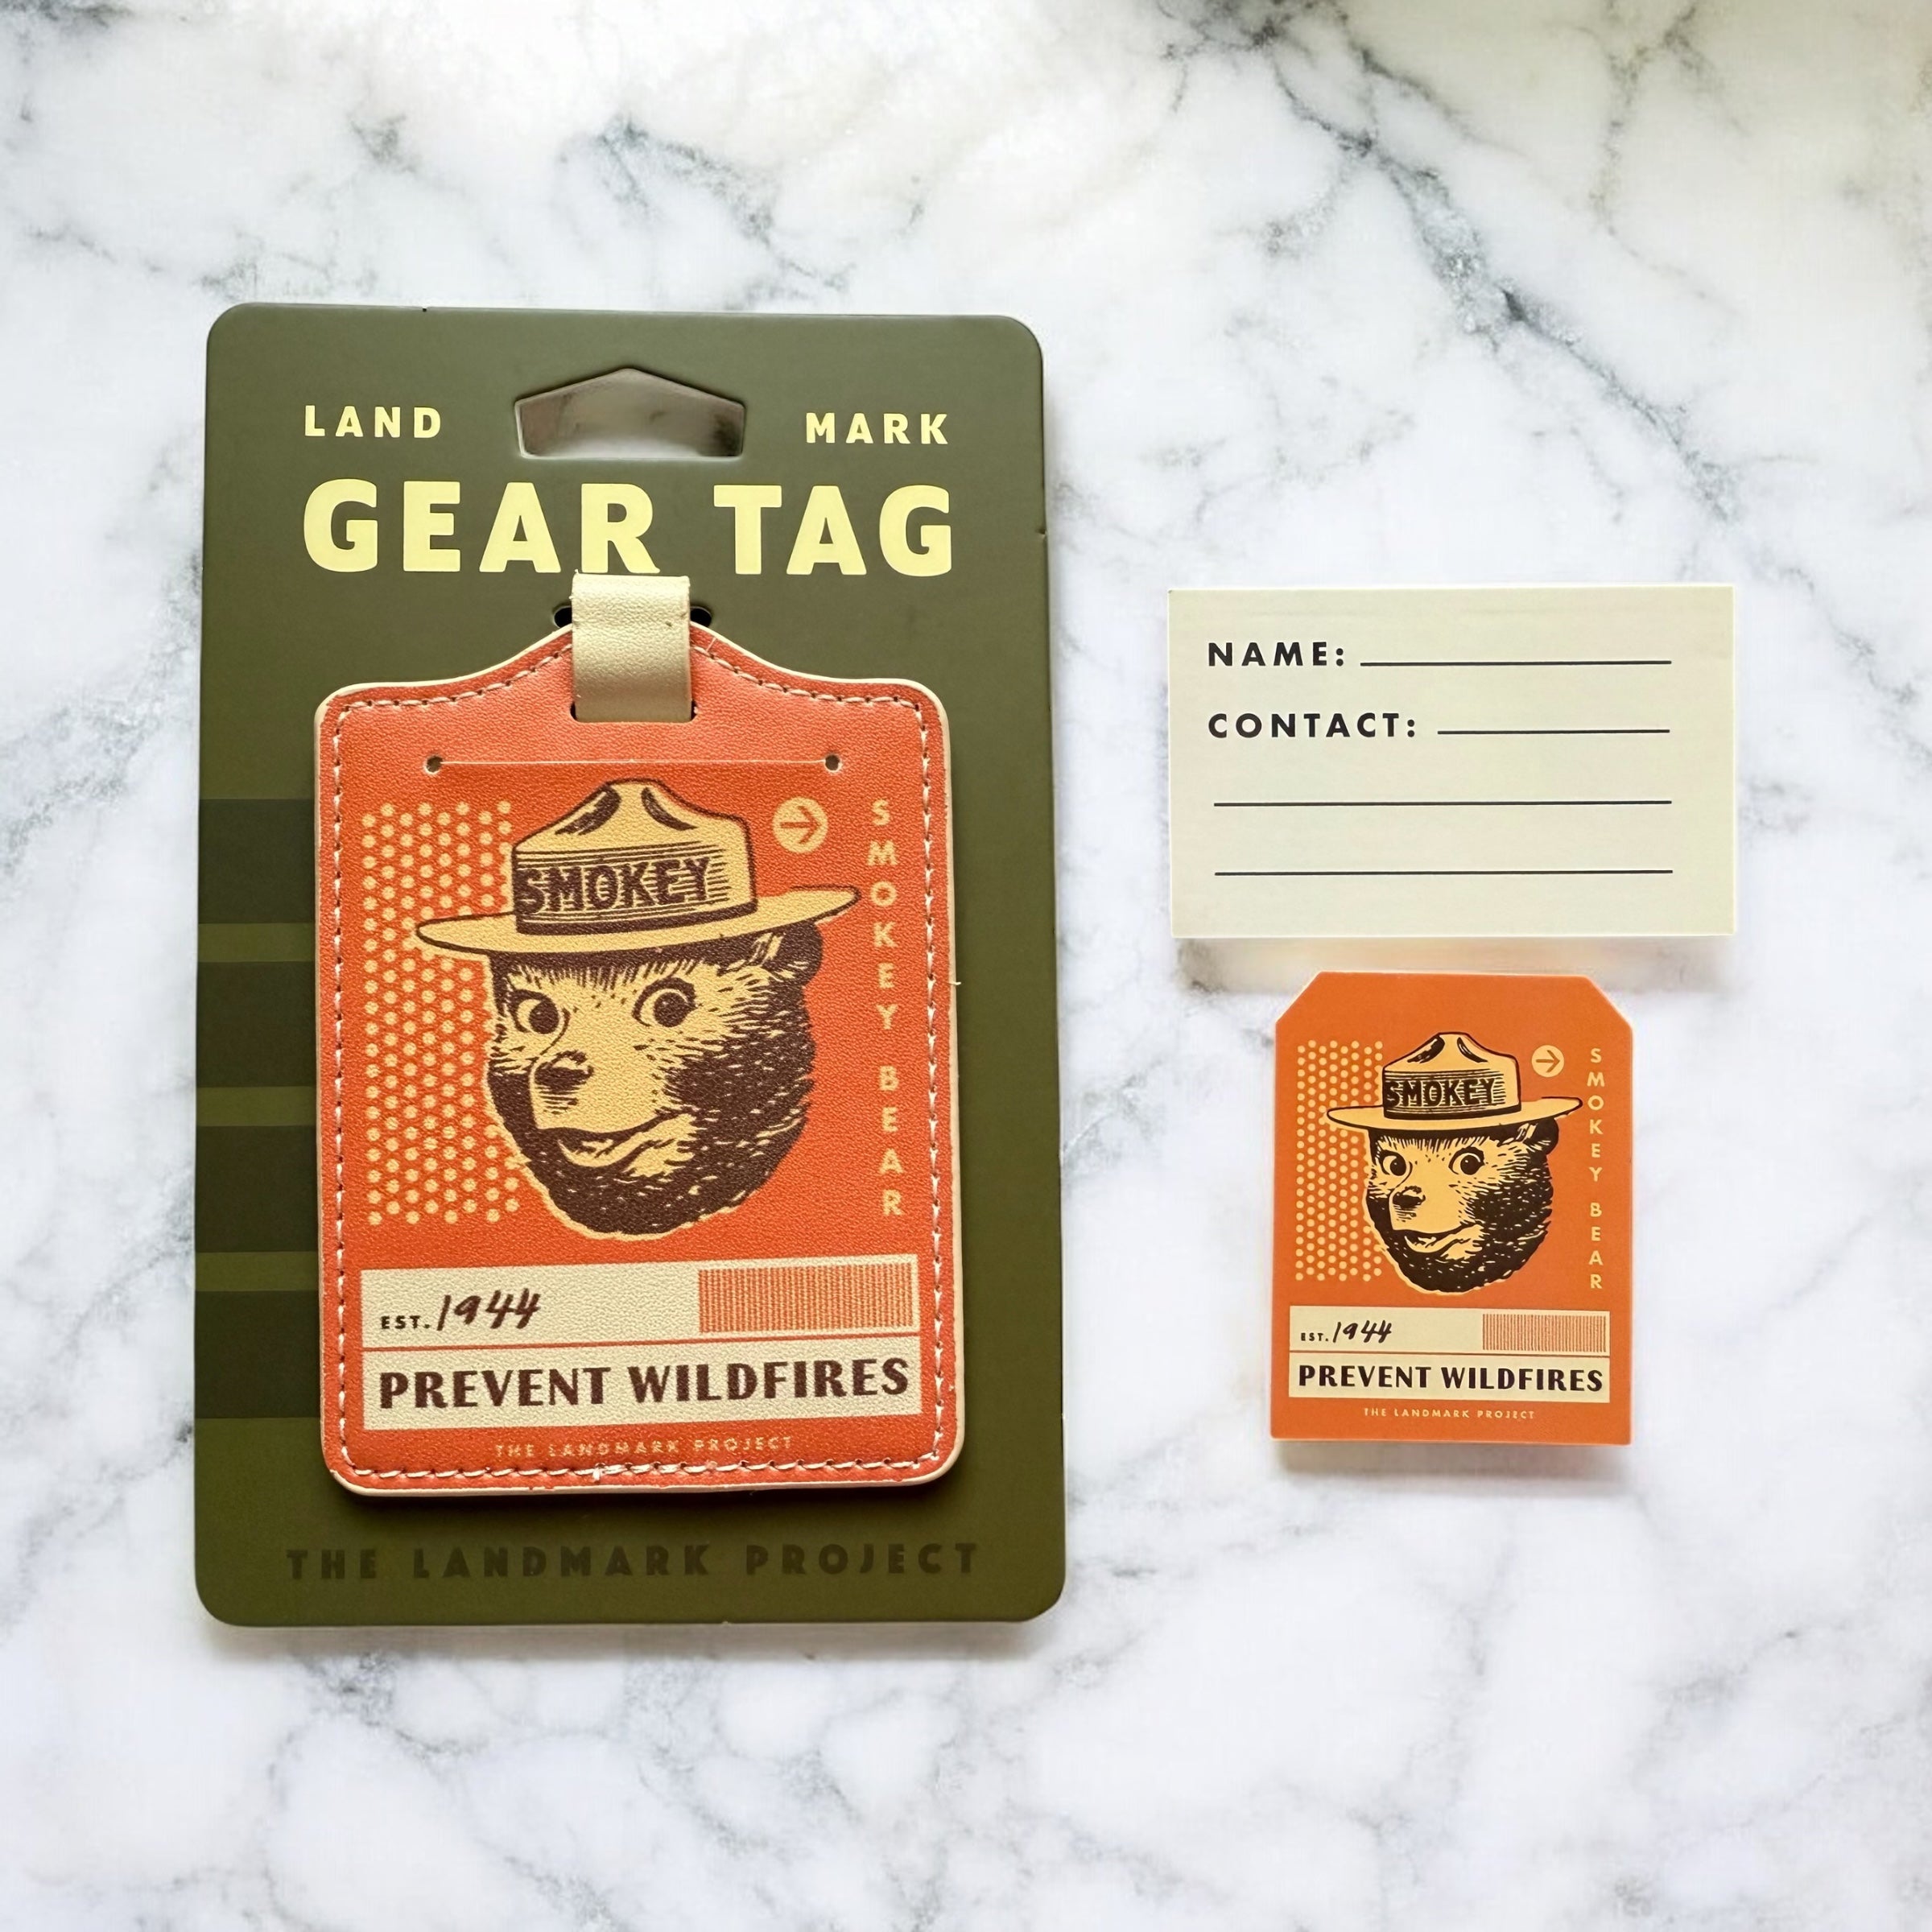 LAND MARK
GEAR TAG
SMOKEY
SMOKEY BEAR
EST. 1944
PREVENT WILDFIRES
THE LANDMARK PROJECT
THE LANDMARK PROJECT
NAME:
CONTACT:
SMOKEY
SMOKEY BEAR
EST. 1944
PREVENT WILDFIRES
THE LANDMARK PROJECT